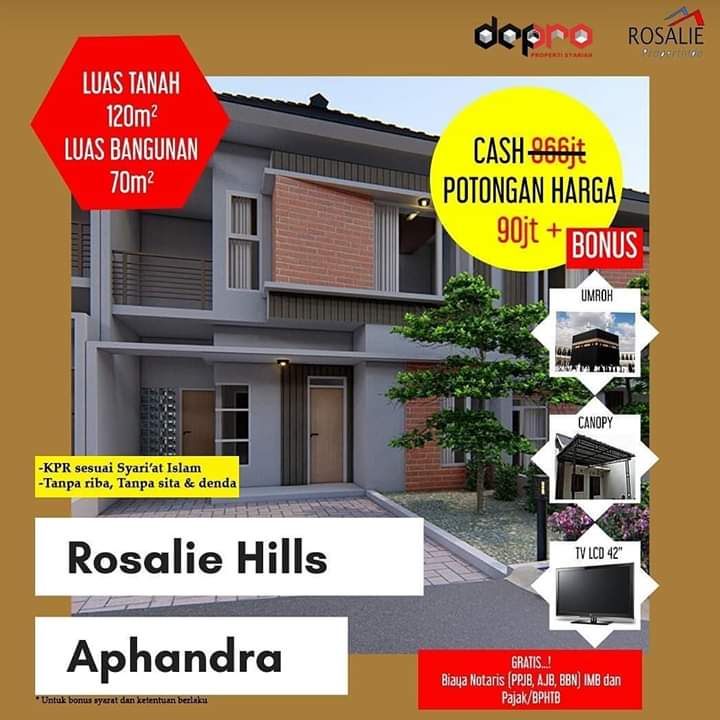 depro
PROPERTI SYARIAH
ROSALIE
LUAS TANAH
120m²
LUAS BANGUNAN
70m²
CASH 866jt
POTONGAN HARGA
90jt +
BONUS
UMROH
CANOPY
TV LCD 42"
-KPR sesuai Syari'at Islam
-Tanpa riba, Tanpa sita & denda
Rosalie Hills
Aphandra
* Untuk bonus syarat dan ketentuan berlaku
GRATIS...!
Biaya Notaris (PPJB, AJB, BBN) IMB dan
Pajak/BPHTB